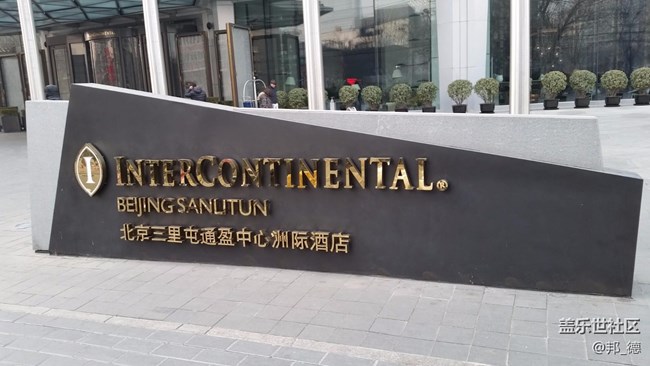 I INTERCONTINENTAL®
BEIJING SANLITUN
北京三里屯通盈中心洲际酒店
盖乐世社区
@邦_德